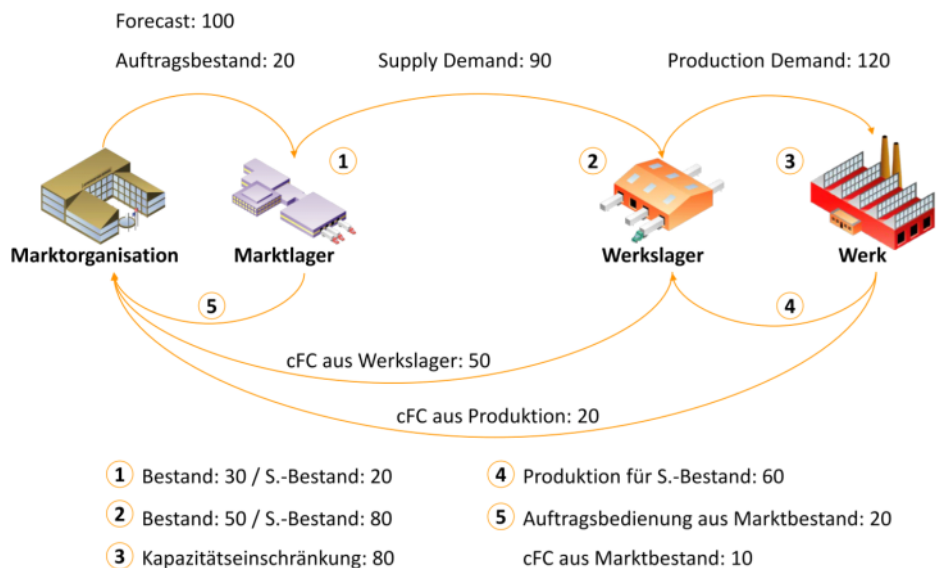 Forecast: 100
Auftragsbestand: 20
Supply Demand: 90
Production Demand: 120
1
2
3
Marktorganisation
Marktlager
Werkslager
Werk
5
4
cFC aus Werkslager: 50
cFC aus Produktion: 20
1 Bestand: 30 / S.-Bestand: 20
2 Bestand: 50 / S.-Bestand: 80
3 Kapazitätseinschränkung: 80
4 Produktion für S.-Bestand: 60
5 Auftragsbedienung aus Marktbestand: 20
cFC aus Marktbestand: 10